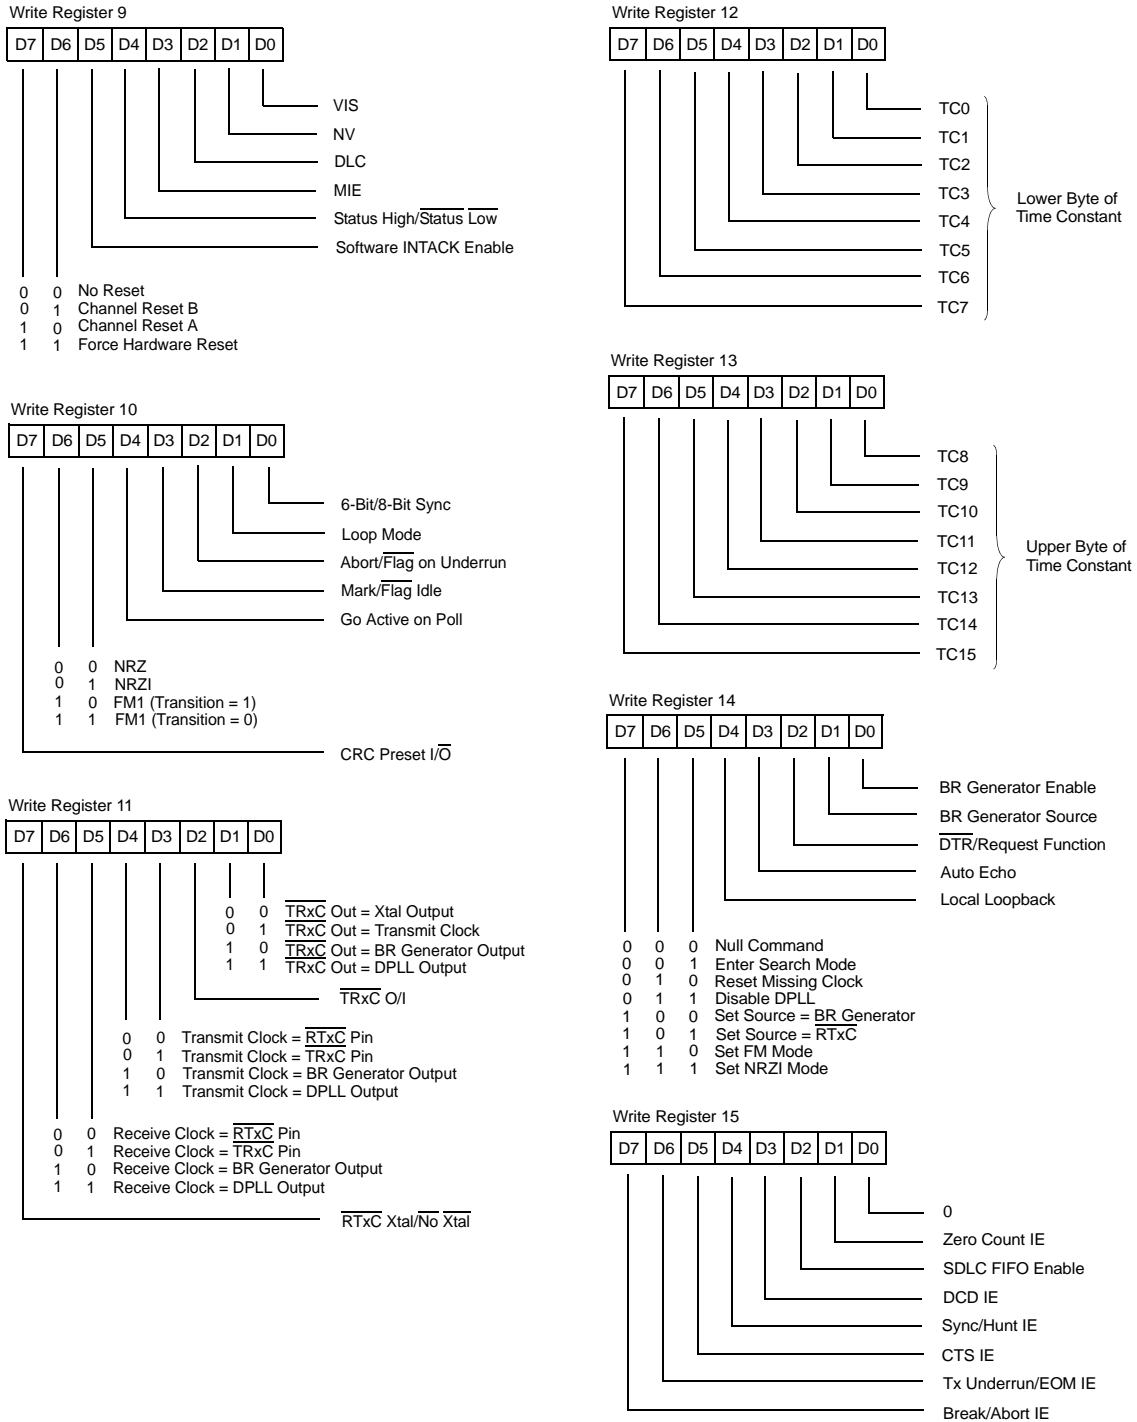 Write Register 9
D7 D6 D5 D4 D3 D2 D1 D0
VIS
NV
DLC
MIE
Status High/Status Low
Software INTACK Enable
0 0 No Reset
0 1 Channel Reset B
1 0 Channel Reset A
1 1 Force Hardware Reset
Write Register 10
D7 D6 D5 D4 D3 D2 D1 D0
6-Bit/8-Bit Sync
Loop Mode
Abort/Flag on Underrun
Mark/Flag Idle
Go Active on Poll
0 0 NRZ
0 1 NRZI
1 0 FM1 (Transition = 1)
1 1 FM1 (Transition = 0)
CRC Preset I/O
Write Register 11
D7 D6 D5 D4 D3 D2 D1 D0
0 0 TRxC Out = Xtal Output
0 1 TRxC Out = Transmit Clock
1 0 TRxC Out = BR Generator Output
1 1 TRxC Out = DPLL Output
TRxC O/I
0 0 Transmit Clock = RTxC Pin
0 1 Transmit Clock = TRxC Pin
1 0 Transmit Clock = BR Generator Output
1 1 Transmit Clock = DPLL Output
0 0 Receive Clock = RTxC Pin
0 1 Receive Clock = TRxC Pin
1 0 Receive Clock = BR Generator Output
1 1 Receive Clock = DPLL Output
RTxC Xtal/No Xtal
Write Register 12
D7 D6 D5 D4 D3 D2 D1 D0
TC0
TC1
TC2
TC3
TC4
TC5
TC6
TC7
Lower Byte of
Time Constant
Write Register 13
D7 D6 D5 D4 D3 D2 D1 D0
TC8
TC9
TC10
TC11
TC12
TC13
TC14
TC15
Upper Byte of
Time Constant
Write Register 14
D7 D6 D5 D4 D3 D2 D1 D0
BR Generator Enable
BR Generator Source
DTR/Request Function
Auto Echo
Local Loopback
0 0 0 Null Command
0 0 1 Enter Search Mode
0 1 0 Reset Missing Clock
0 1 1 Disable DPLL
1 0 0 Set Source = BR Generator
1 0 1 Set Source = RTxC
1 1 0 Set FM Mode
1 1 1 Set NRZI Mode
Write Register 15
D7 D6 D5 D4 D3 D2 D1 D0
0
Zero Count IE
SDLC FIFO Enable
DCD IE
Sync/Hunt IE
CTS IE
Tx Underrun/EOM IE
Break/Abort IE